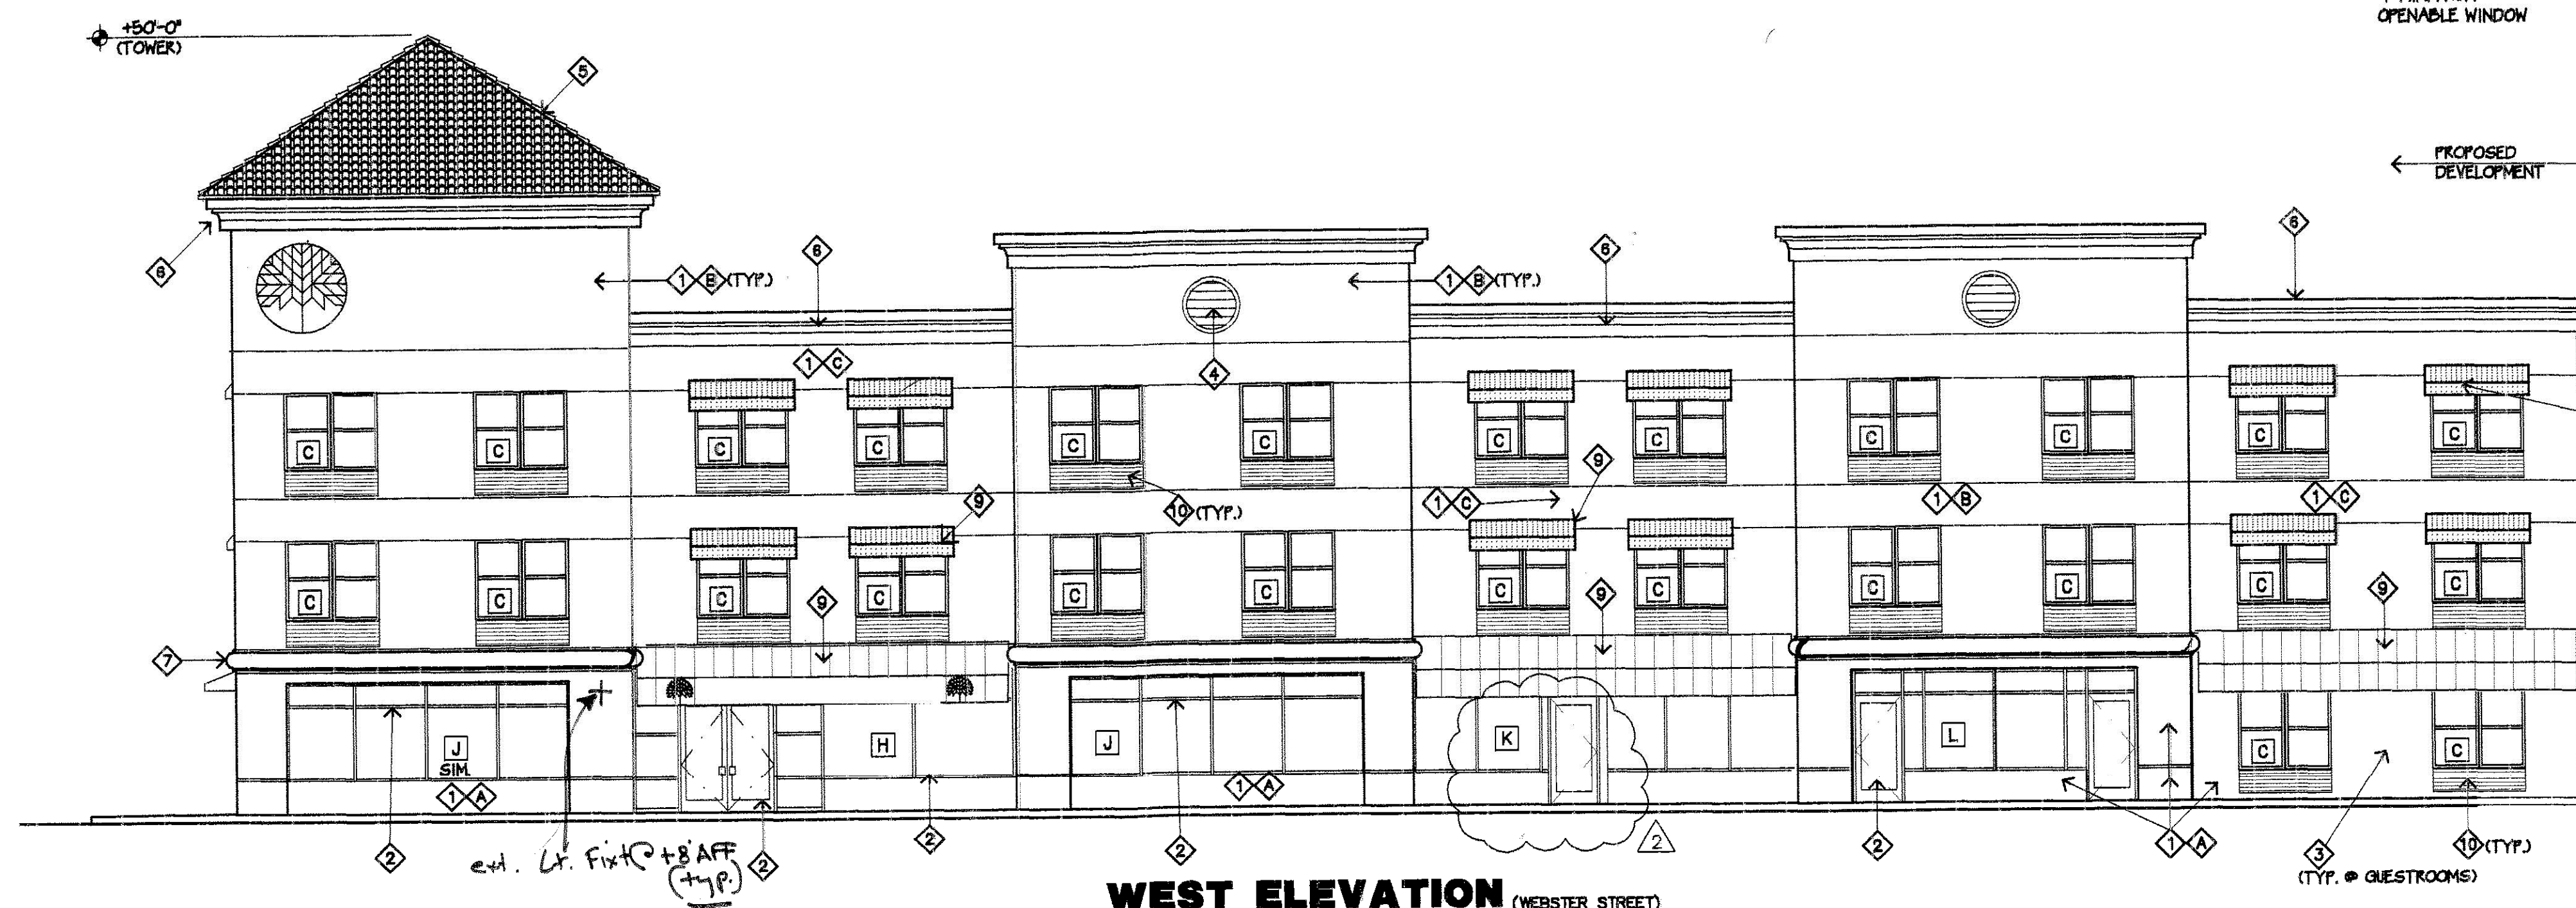 +50'-0"
(TOWER)
OPENABLE WINDOW
5
PROPOSED
DEVELOPMENT
6
6
6
6
1 B (TYP.)
1 B (TYP.)
1 C
4
C C C C C C C C C C C C
9
9
10 (TYP.)
1 C
1 B
1 C
C C C C C C C C C C C C
9
9
9
7
J
SIM.
H
J
K
L
C
C
1 A
1 A
2
2
2
2
2
2
1 A
3
(TYP. @ GUESTROOMS)
10 (TYP.)
ext. Lt. Fixt @ +8' AFF
(typ.)
WEST ELEVATION (WEBSTER STREET)